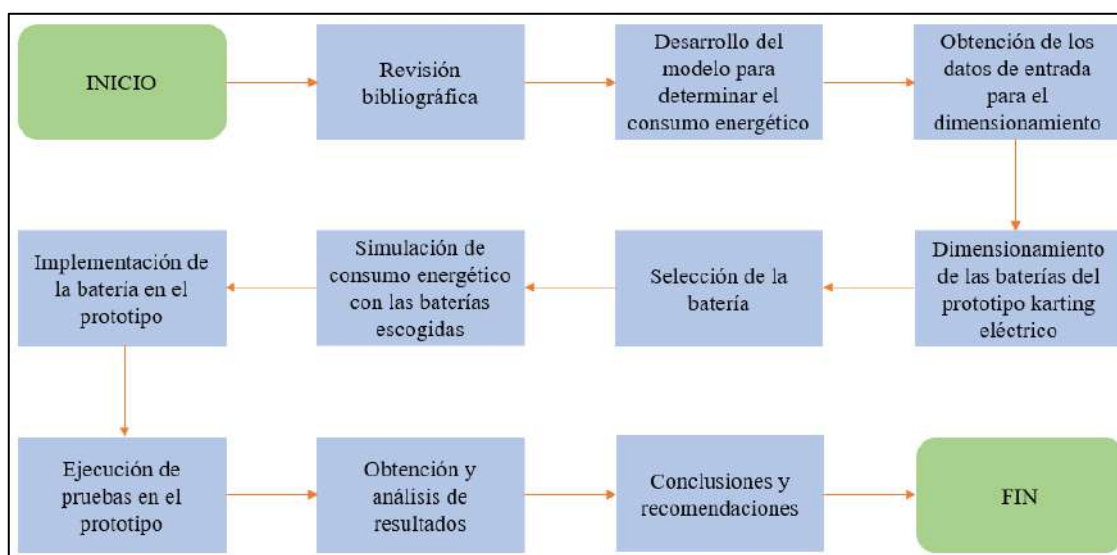 INICIO
Revisión
bibliográfica
Desarrollo del
modelo para
determinar el
consumo energético
Obtención de los
datos de entrada
para el
dimensionamiento
Dimensionamiento
de las baterías del
prototipo karting
eléctrico
Selección de la
batería
Simulación de
consumo energético
con las baterías
escogidas
Implementación de
la batería en el
prototipo
Ejecución de
pruebas en el
prototipo
Obtención y
análisis de
resultados
Conclusiones y
recomendaciones
FIN